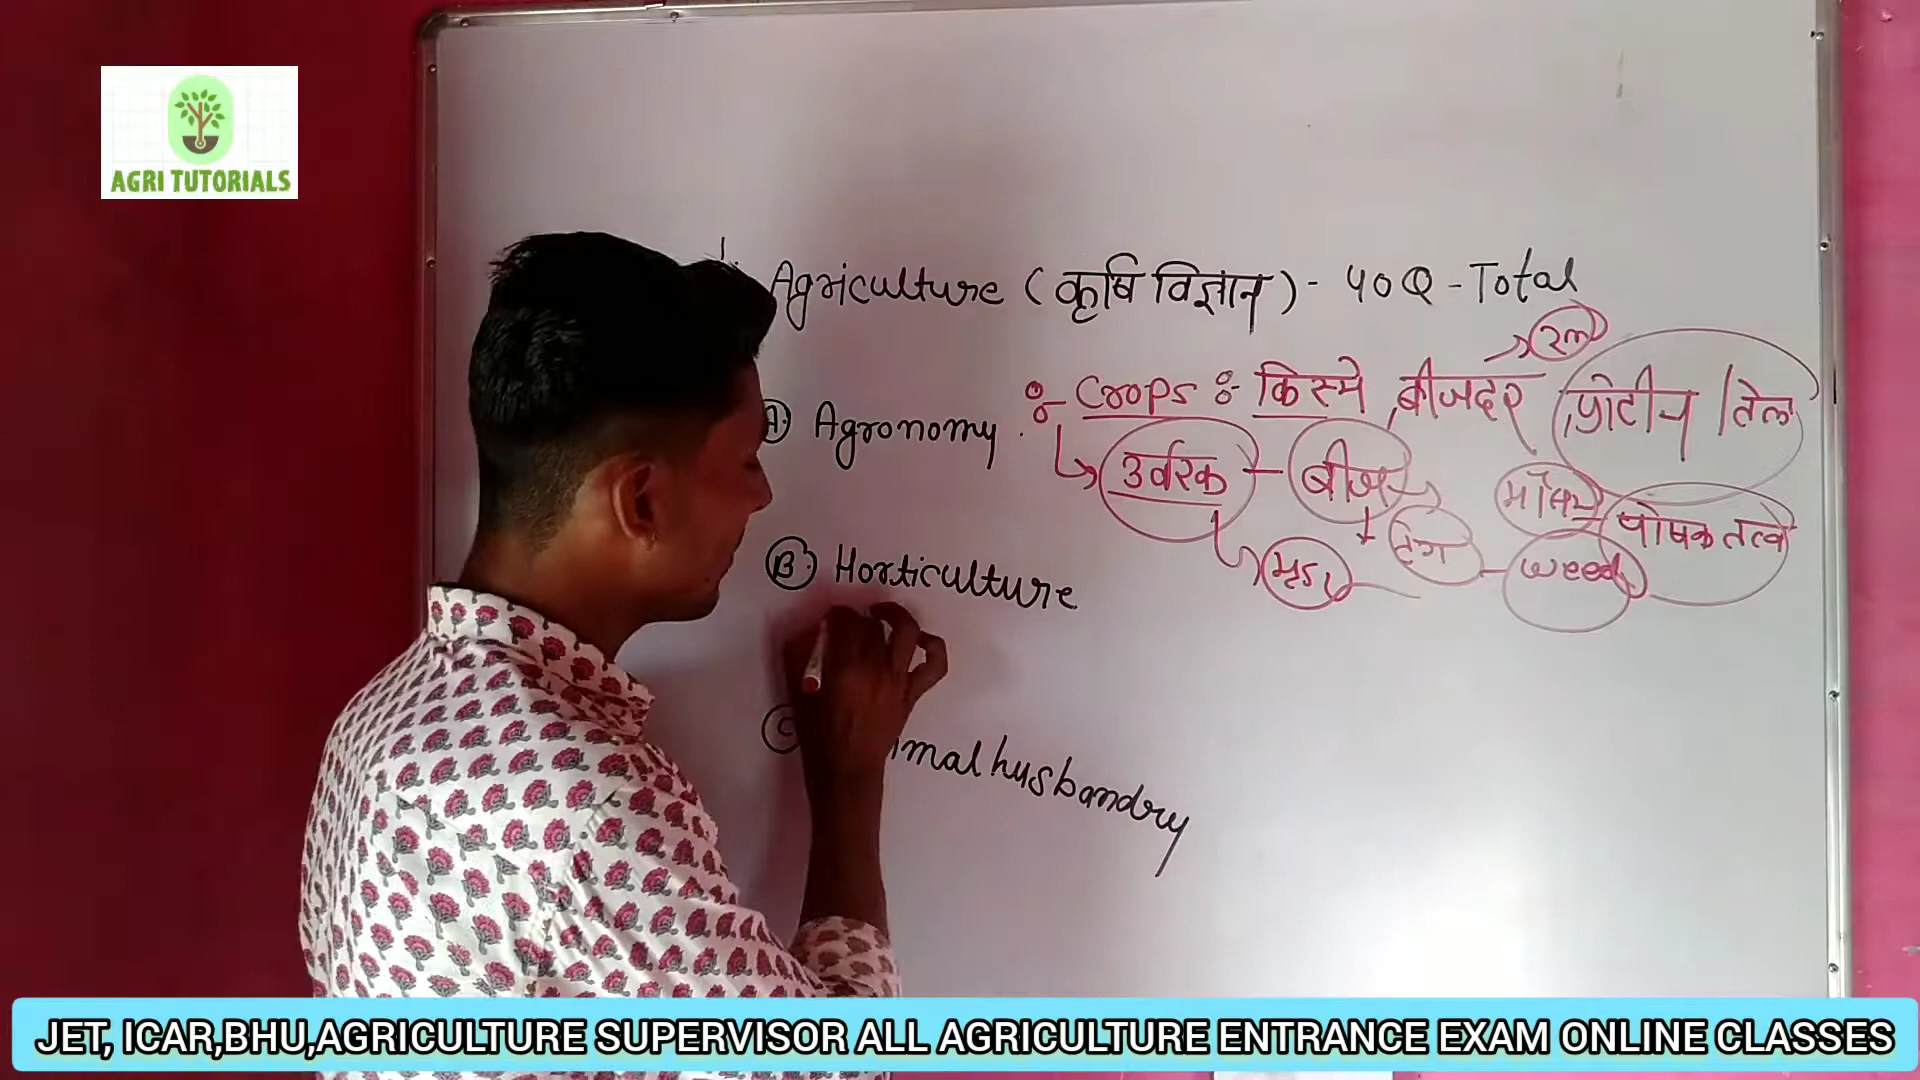 AGRI TUTORIALS
1. Agriculture (कृषि विज्ञान) - 40Q - Total
A. Agronomy : Crops :- किस्मे, बीजदर, प्रोटीन / तेल
उर्वरक - बीज
मृदा weed पोषक तत्व
B. Horticulture
C. husbandry
JET, ICAR,BHU,AGRICULTURE SUPERVISOR ALL AGRICULTURE ENTRANCE EXAM ONLINE CLASSES